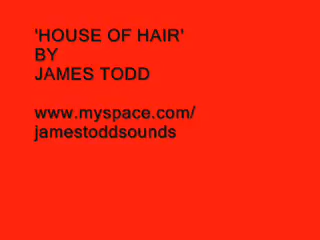 'HOUSE OF HAIR'
BY
JAMES TODD
www.myspace.com/
jamestoddsounds